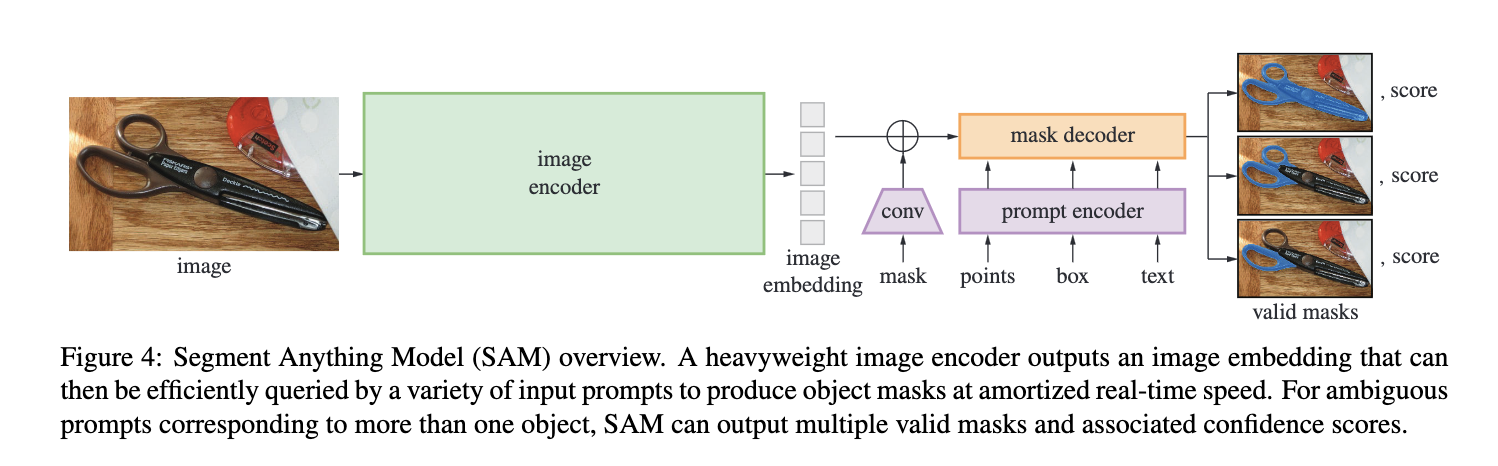 image
image
encoder
image
embedding
conv
mask
mask decoder
prompt encoder
points
box
text
, score
, score
, score
valid masks
Figure 4: Segment Anything Model (SAM) overview. A heavyweight image encoder outputs an image embedding that can
then be efficiently queried by a variety of input prompts to produce object masks at amortized real-time speed. For ambiguous
prompts corresponding to more than one object, SAM can output multiple valid masks and associated confidence scores.